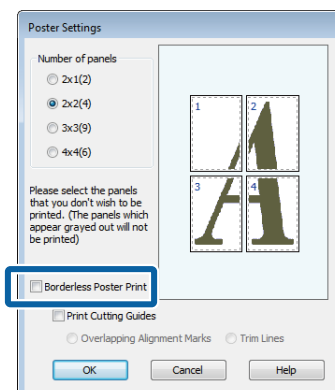 Poster Settings
Number of panels
2x1(2)
2x2(4)
3x3(9)
4x4(6)
1 2
3 4
Please select the panels
that you don't wish to be
printed. (The panels which
appear grayed out will not
be printed)
Borderless Poster Print
Print Cutting Guides
Overlapping Alignment Marks Trim Lines
OK Cancel Help